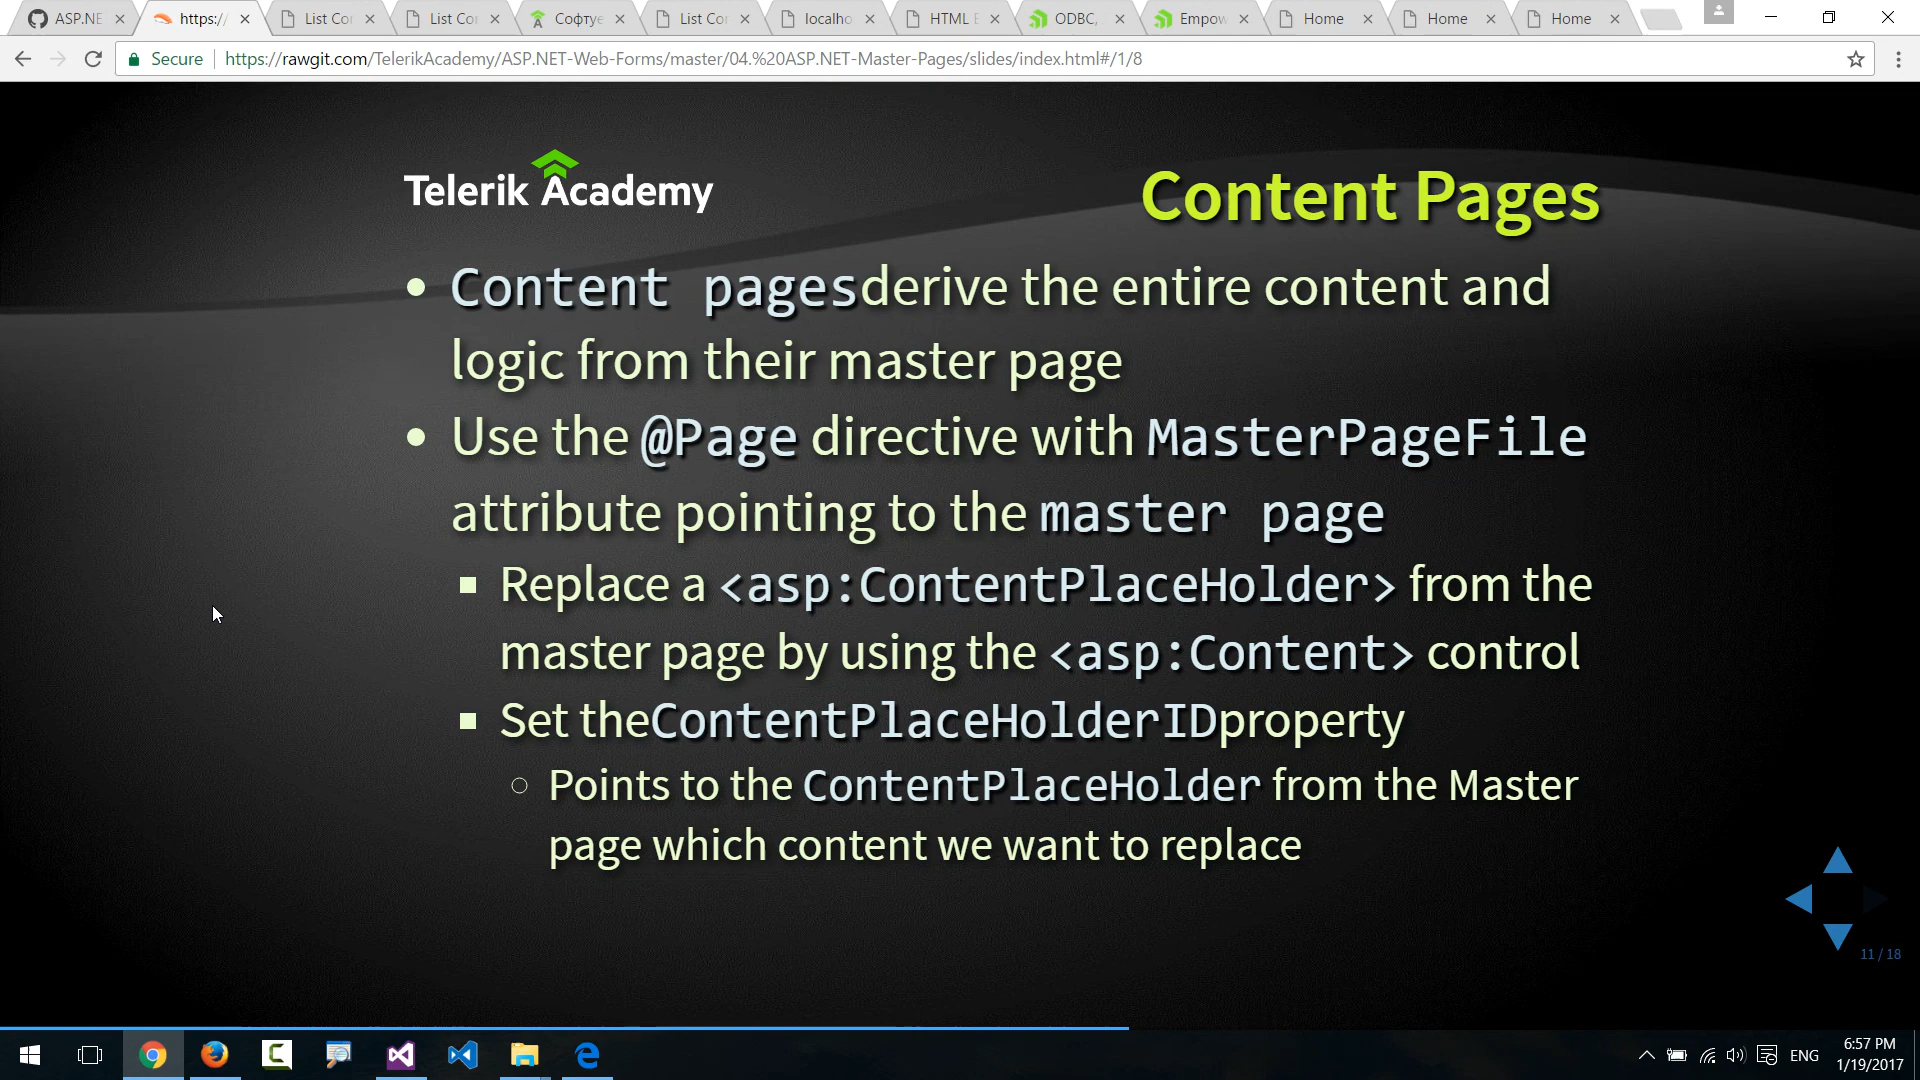 ASP.NE
https:/
List Co
List Co
Софтуе
List Co
localho
HTML E
ODBC,
Empow
Home
Home
Home
Secure
https://rawgit.com/TelerikAcademy/ASP.NET-Web-Forms/master/04.%20ASP.NET-Master-Pages/slides/index.html#/1/8
Telerik Academy
Content Pages
Content pagesderive the entire content and
logic from their master page
Use the @Page directive with MasterPageFile
attribute pointing to the master page
Replace a <asp:ContentPlaceHolder> from the
master page by using the <asp:Content> control
Set theContentPlaceHolderIDproperty
Points to the ContentPlaceHolder from the Master
page which content we want to replace
11 / 18
ENG
6:57 PM
1/19/2017